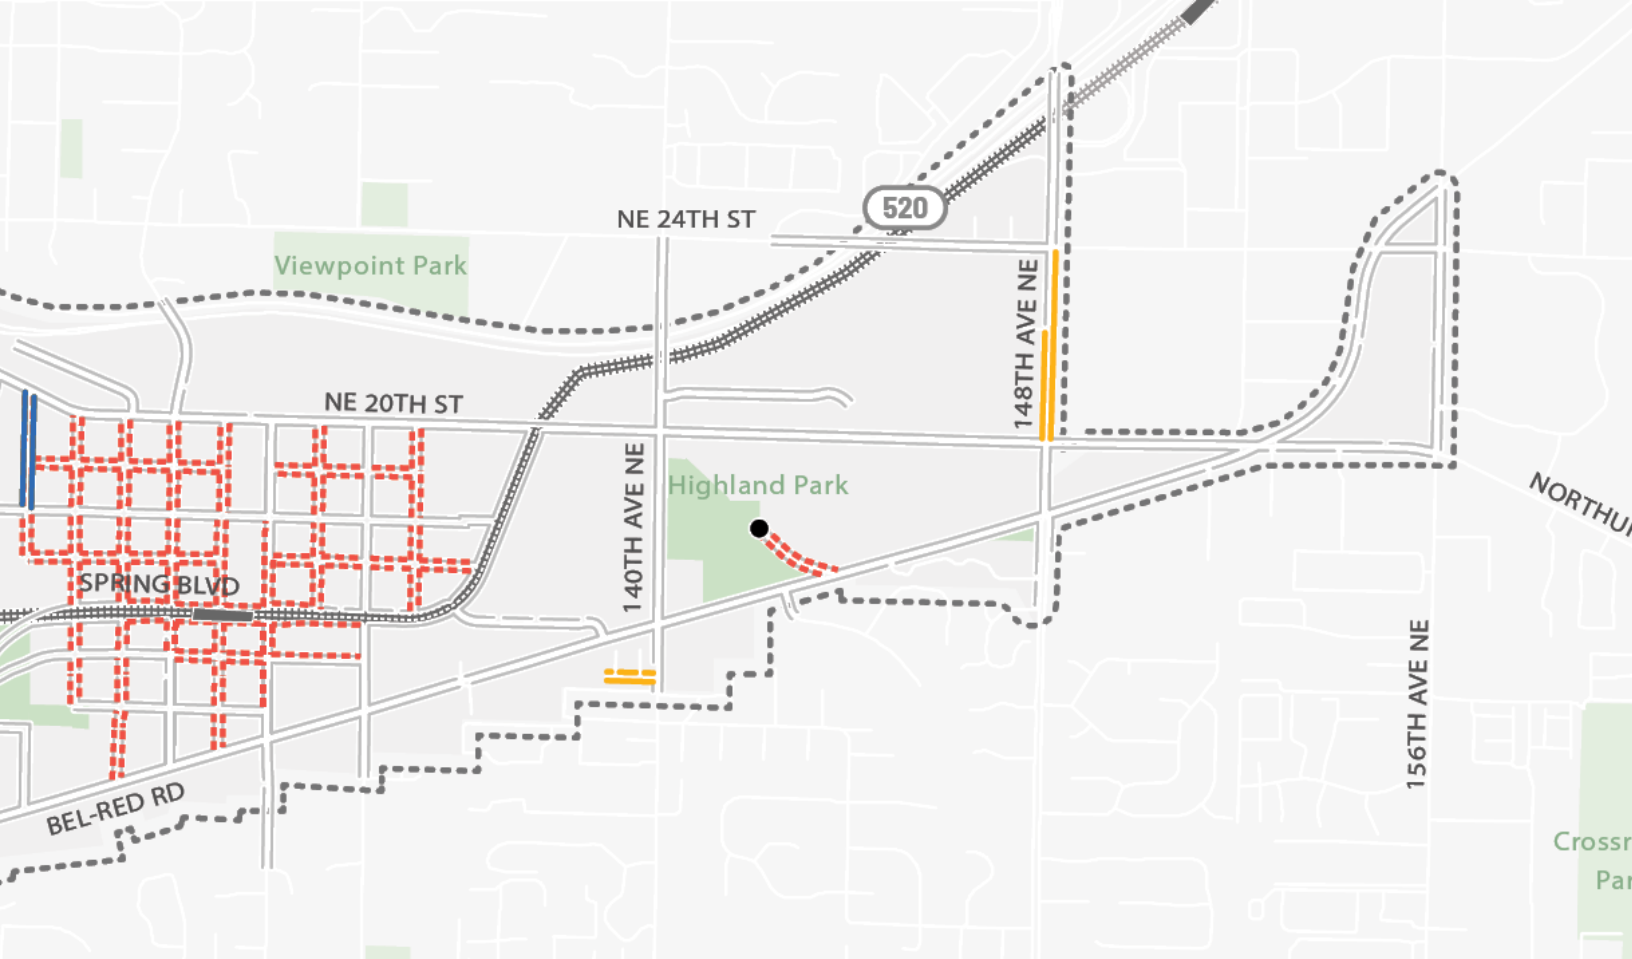 520
NE 24TH ST
Viewpoint Park
148TH AVE NE
NE 20TH ST
140TH AVE NE
Highland Park
SPRING BLVD
156TH AVE NE
BEL-RED RD
Par